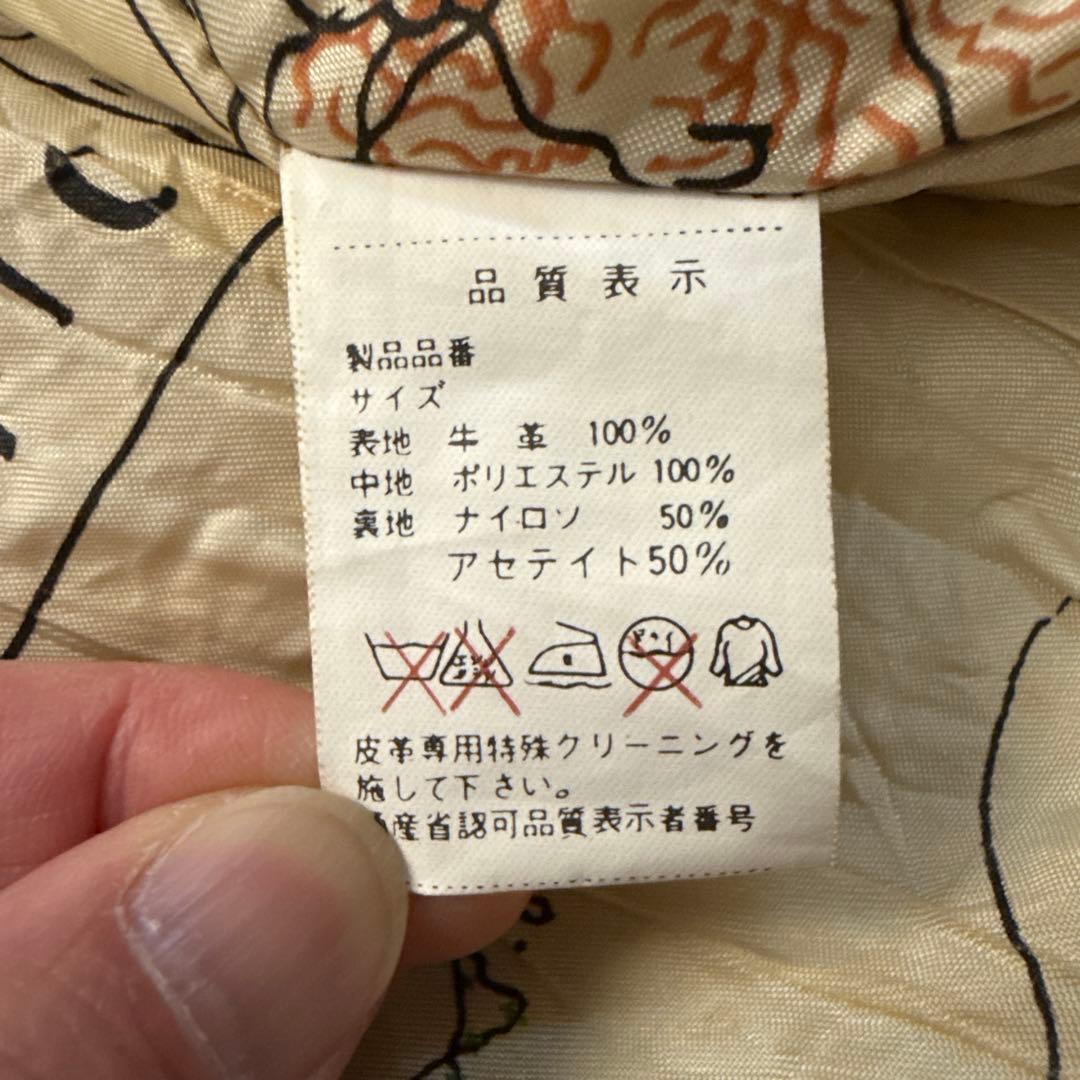 品質表示
製品品番
サイズ
表地 牛革 100%
中地 ポリエステル 100%
裏地 ナイロン 50%
アセテイト50%
皮革専用特殊クリーニングを
施して下さい。
産省認可品質表示者番号